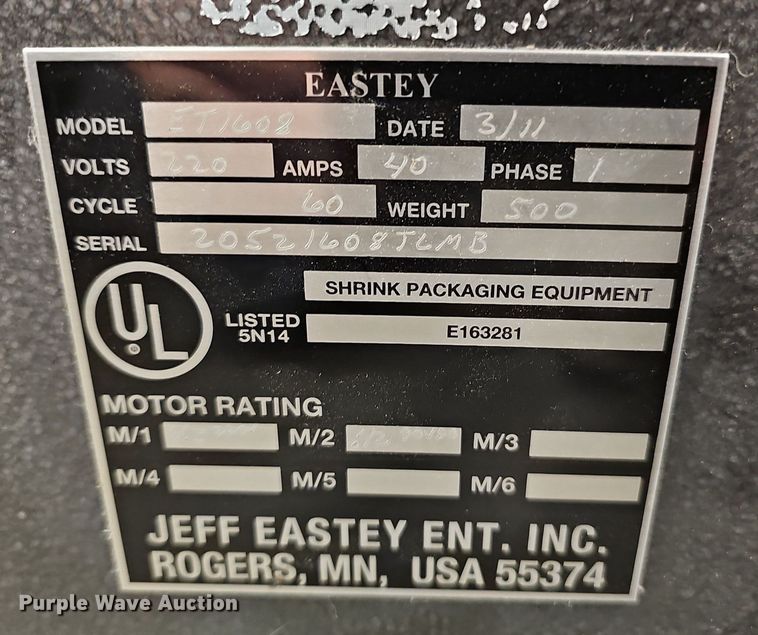 EASTEY
MODEL ET1608 DATE 3/11
VOLTS 220 AMPS 40 PHASE 1
CYCLE 60 WEIGHT 500
SERIAL 20521608JLMB
SHRINK PACKAGING EQUIPMENT
UL LISTED 5N14 E163281
MOTOR RATING
M/1 M/2 M/3
M/4 M/5 M/6
JEFF EASTEY ENT. INC.
ROGERS, MN, USA 55374
Purple Wave Auction